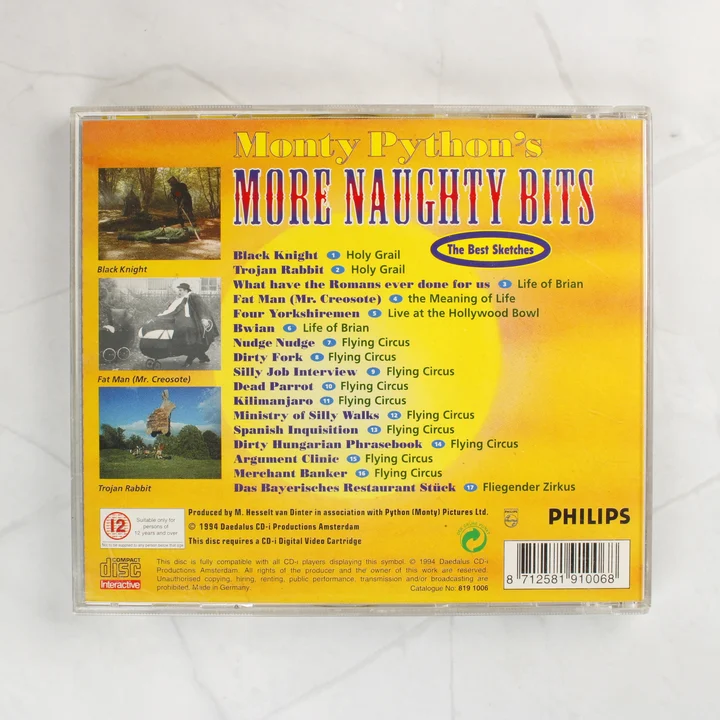 Monty Python's
MORE NAUGHTY BITS
The Best Sketches
Black Knight 1 Holy Grail
Trojan Rabbit 2 Holy Grail
What have the Romans ever done for us 3 Life of Brian
Fat Man (Mr. Creosote) 4 the Meaning of Life
Four Yorkshiremen 5 Live at the Hollywood Bowl
Bwian 6 Life of Brian
Nudge Nudge 7 Flying Circus
Dirty Fork 8 Flying Circus
Silly Job Interview 9 Flying Circus
Dead Parrot 10 Flying Circus
Kilimanjaro 11 Flying Circus
Ministry of Silly Walks 12 Flying Circus
Spanish Inquisition 13 Flying Circus
Dirty Hungarian Phrasebook 14 Flying Circus
Argument Clinic 15 Flying Circus
Merchant Banker 16 Flying Circus
Das Bayerisches Restaurant Stück 17 Fliegender Zirkus
Black Knight
Fat Man (Mr. Creosote)
Trojan Rabbit
12
Suitable only for
persons of
12 years and over
Not to be supplied to any person below that age
Produced by M. Hesselt van Dinter in association with Python (Monty) Pictures Ltd.
© 1994 Daedalus CD-i Productions Amsterdam
This disc requires a CD-i Digital Video Cartridge
PHILIPS
COMPACT
disc
Interactive
This disc is fully compatible with all CD-i players displaying this symbol. © 1994 Daedalus CD-i
Productions Amsterdam. All rights of the producer and the owner of this work are reserved.
Unauthorised copying, hiring, renting, public performance, transmission and/or broadcasting are
prohibited. Made in Germany. Catalogue No: 819 1006
8 712581 910068